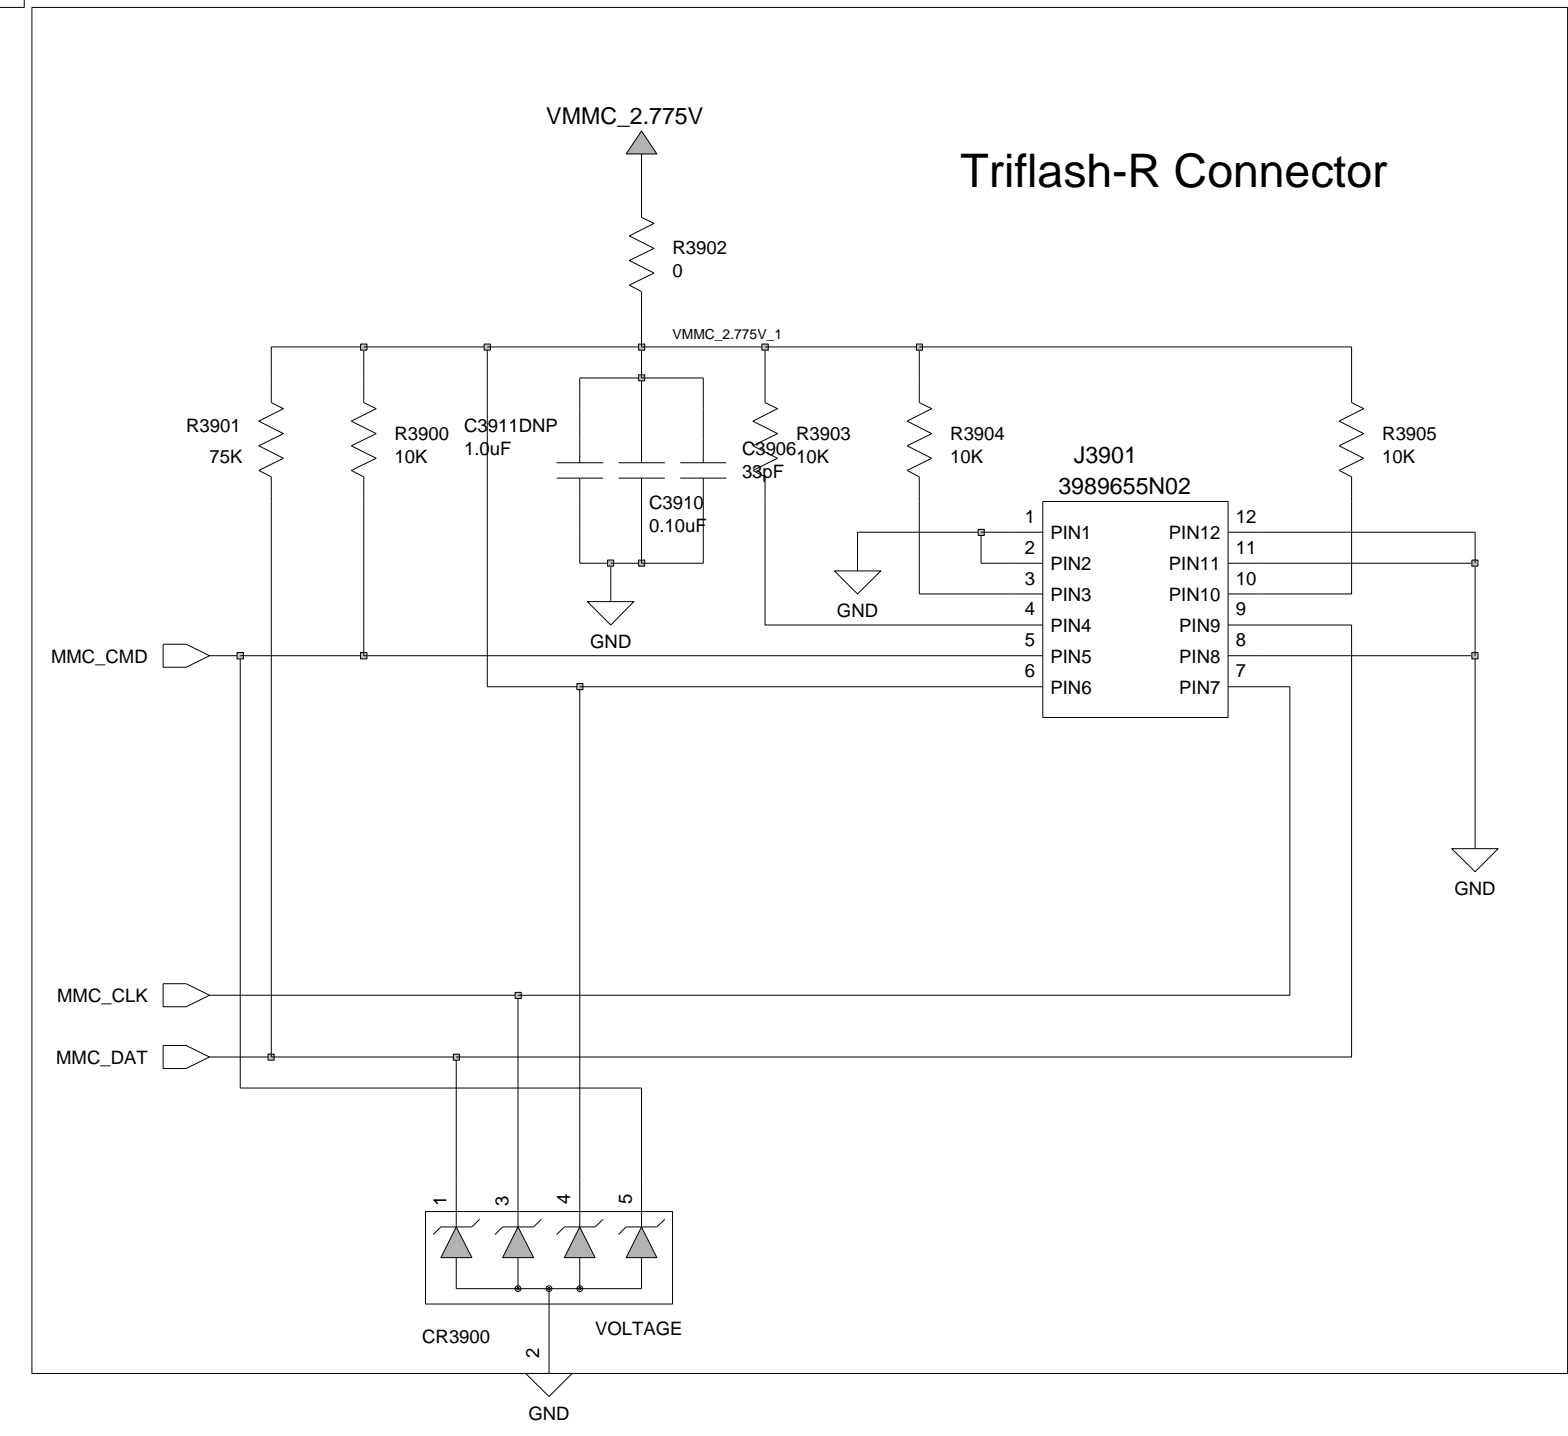 VMMC_2.775V
Triflash-R Connector
R3902
0
VMMC_2.775V_1
R3901
75K
R3900
10K
C3911DNP
1.0uF
C3906
33pF
R3903
10K
R3904
10K
R3905
10K
C3910
0.10uF
GND
J3901
3989655N02
1
2
3
4
5
6
PIN1
PIN2
PIN3
PIN4
PIN5
PIN6
PIN12
PIN11
PIN10
PIN9
PIN8
PIN7
12
11
10
9
8
7
GND
GND
MMC_CMD
MMC_CLK
MMC_DAT
1
3
4
5
CR3900
VOLTAGE
2
GND